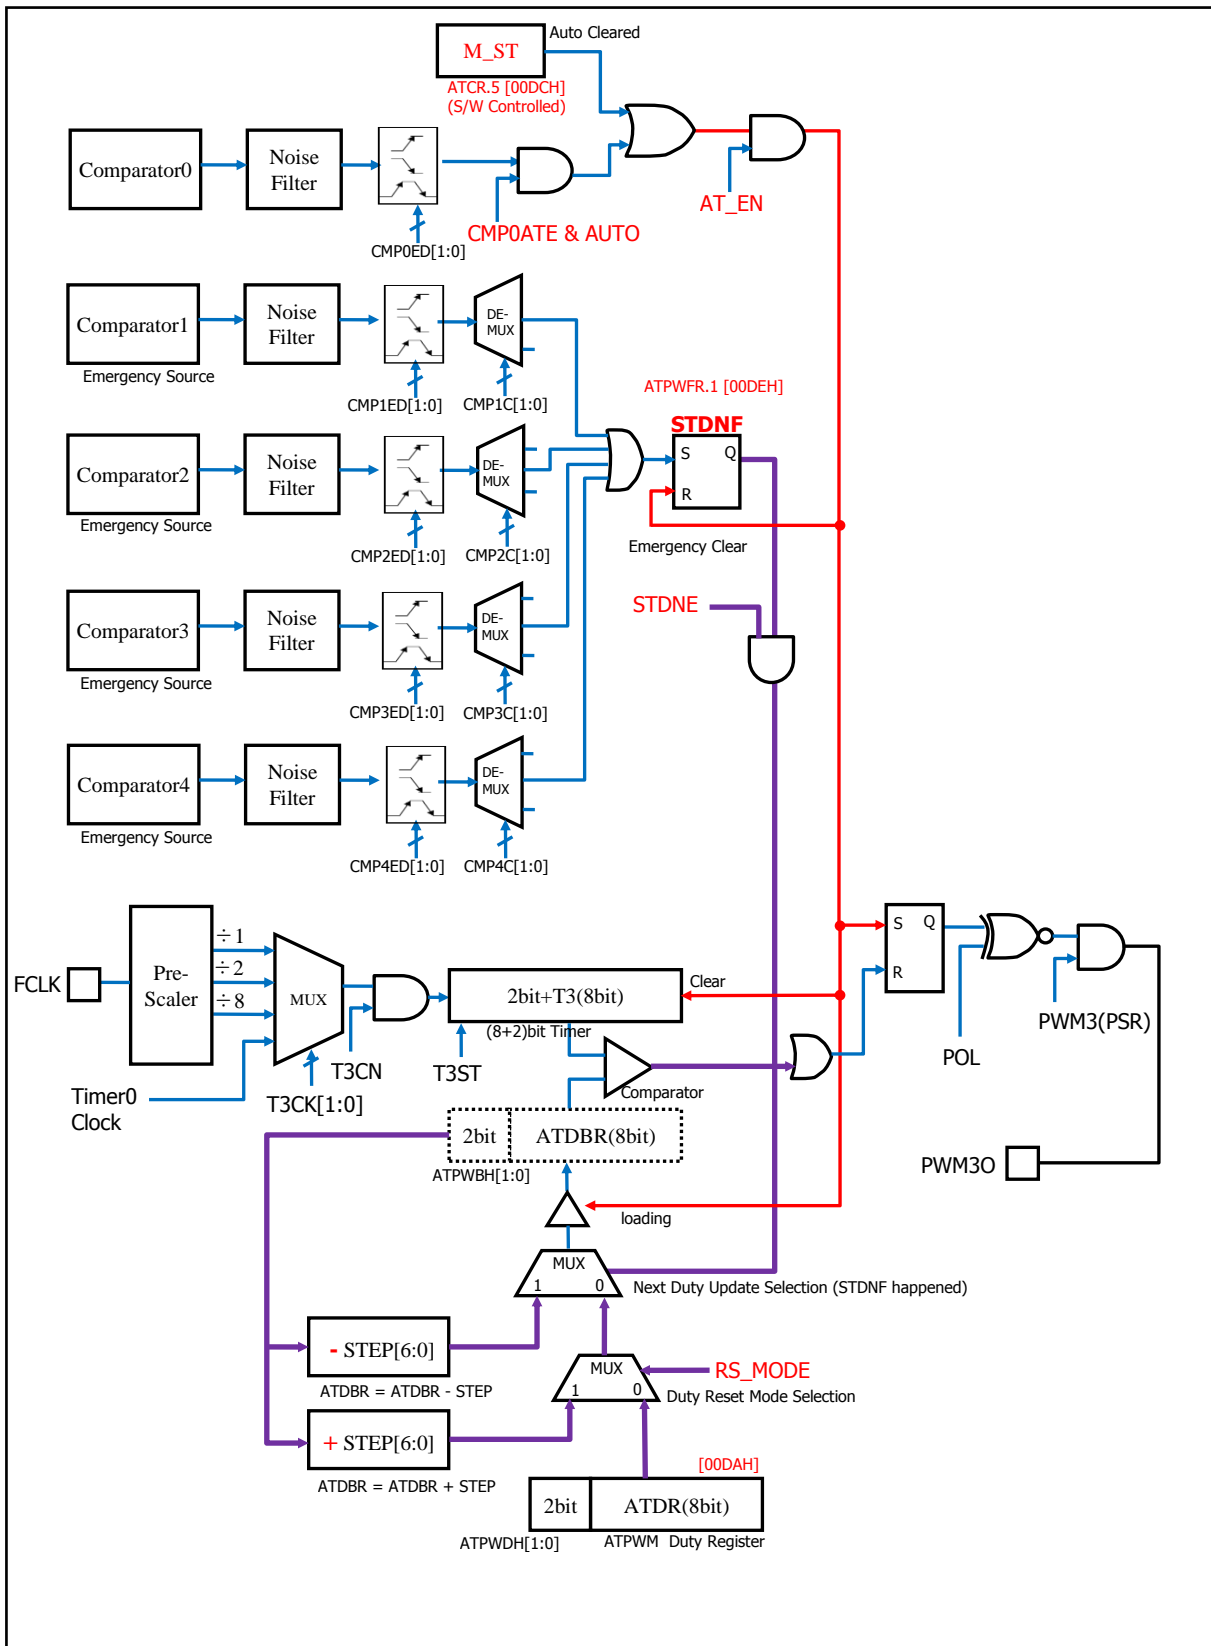 Auto Cleared
M_ST
ATCR.5 [00DCH]
(S/W Controlled)
Comparator0
Noise
Filter
CMP0ED[1:0]
CMP0ATE & AUTO
AT_EN
Comparator1
Emergency Source
Noise
Filter
CMP1ED[1:0]
DE-
MUX
CMP1C[1:0]
ATPWFR.1 [00DEH]
STDNF
S
Q
R
Emergency Clear
Comparator2
Emergency Source
Noise
Filter
CMP2ED[1:0]
DE-
MUX
CMP2C[1:0]
STDNE
Comparator3
Emergency Source
Noise
Filter
CMP3ED[1:0]
DE-
MUX
CMP3C[1:0]
Comparator4
Emergency Source
Noise
Filter
CMP4ED[1:0]
DE-
MUX
CMP4C[1:0]
FCLK
Pre-
Scaler
÷1
÷2
÷8
MUX
Timer0
Clock
T3CK[1:0]
T3CN
2bit+T3(8bit)
(8+2)bit Timer
T3ST
Clear
Comparator
S
Q
R
POL
PWM3(PSR)
PWM3O
2bit
ATDBR(8bit)
ATPWBH[1:0]
loading
MUX
1
0
Next Duty Update Selection (STDNF happened)
- STEP[6:0]
ATDBR = ATDBR - STEP
MUX
1
0
RS_MODE
Duty Reset Mode Selection
+ STEP[6:0]
ATDBR = ATDBR + STEP
[00DAH]
2bit
ATDR(8bit)
ATPWDH[1:0]
ATPWM Duty Register